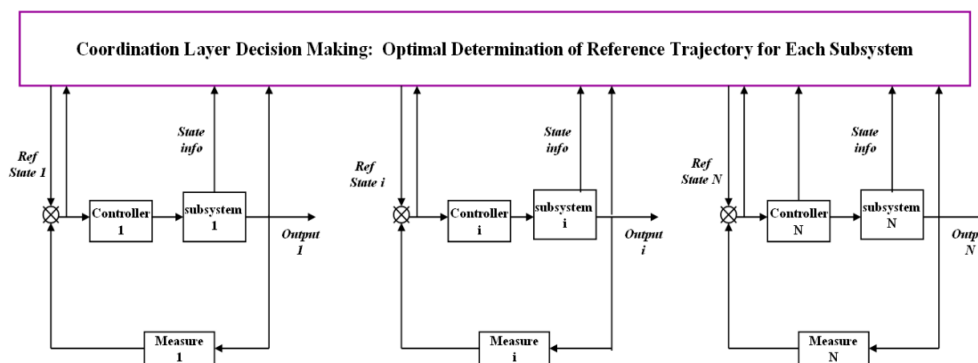 Coordination Layer Decision Making: Optimal Determination of Reference Trajectory for Each Subsystem
Ref
State 1
State
info
Controller
1
subsystem
1
Output
1
Measure
1
Ref
State i
State
info
Controller
i
subsystem
i
Output
i
Measure
i
Ref
State N
State
info
Controller
N
subsystem
N
Output
N
Measure
N